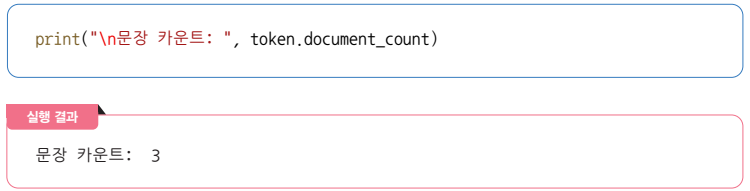 print("\n문장 카운트: ", token.document_count)
실행 결과
문장 카운트:  3